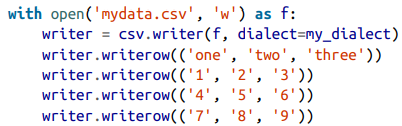 with open('mydata.csv', 'w') as f:
    writer = csv.writer(f, dialect=my_dialect)
    writer.writerow(('one', 'two', 'three'))
    writer.writerow(('1', '2', '3'))
    writer.writerow(('4', '5', '6'))
    writer.writerow(('7', '8', '9'))